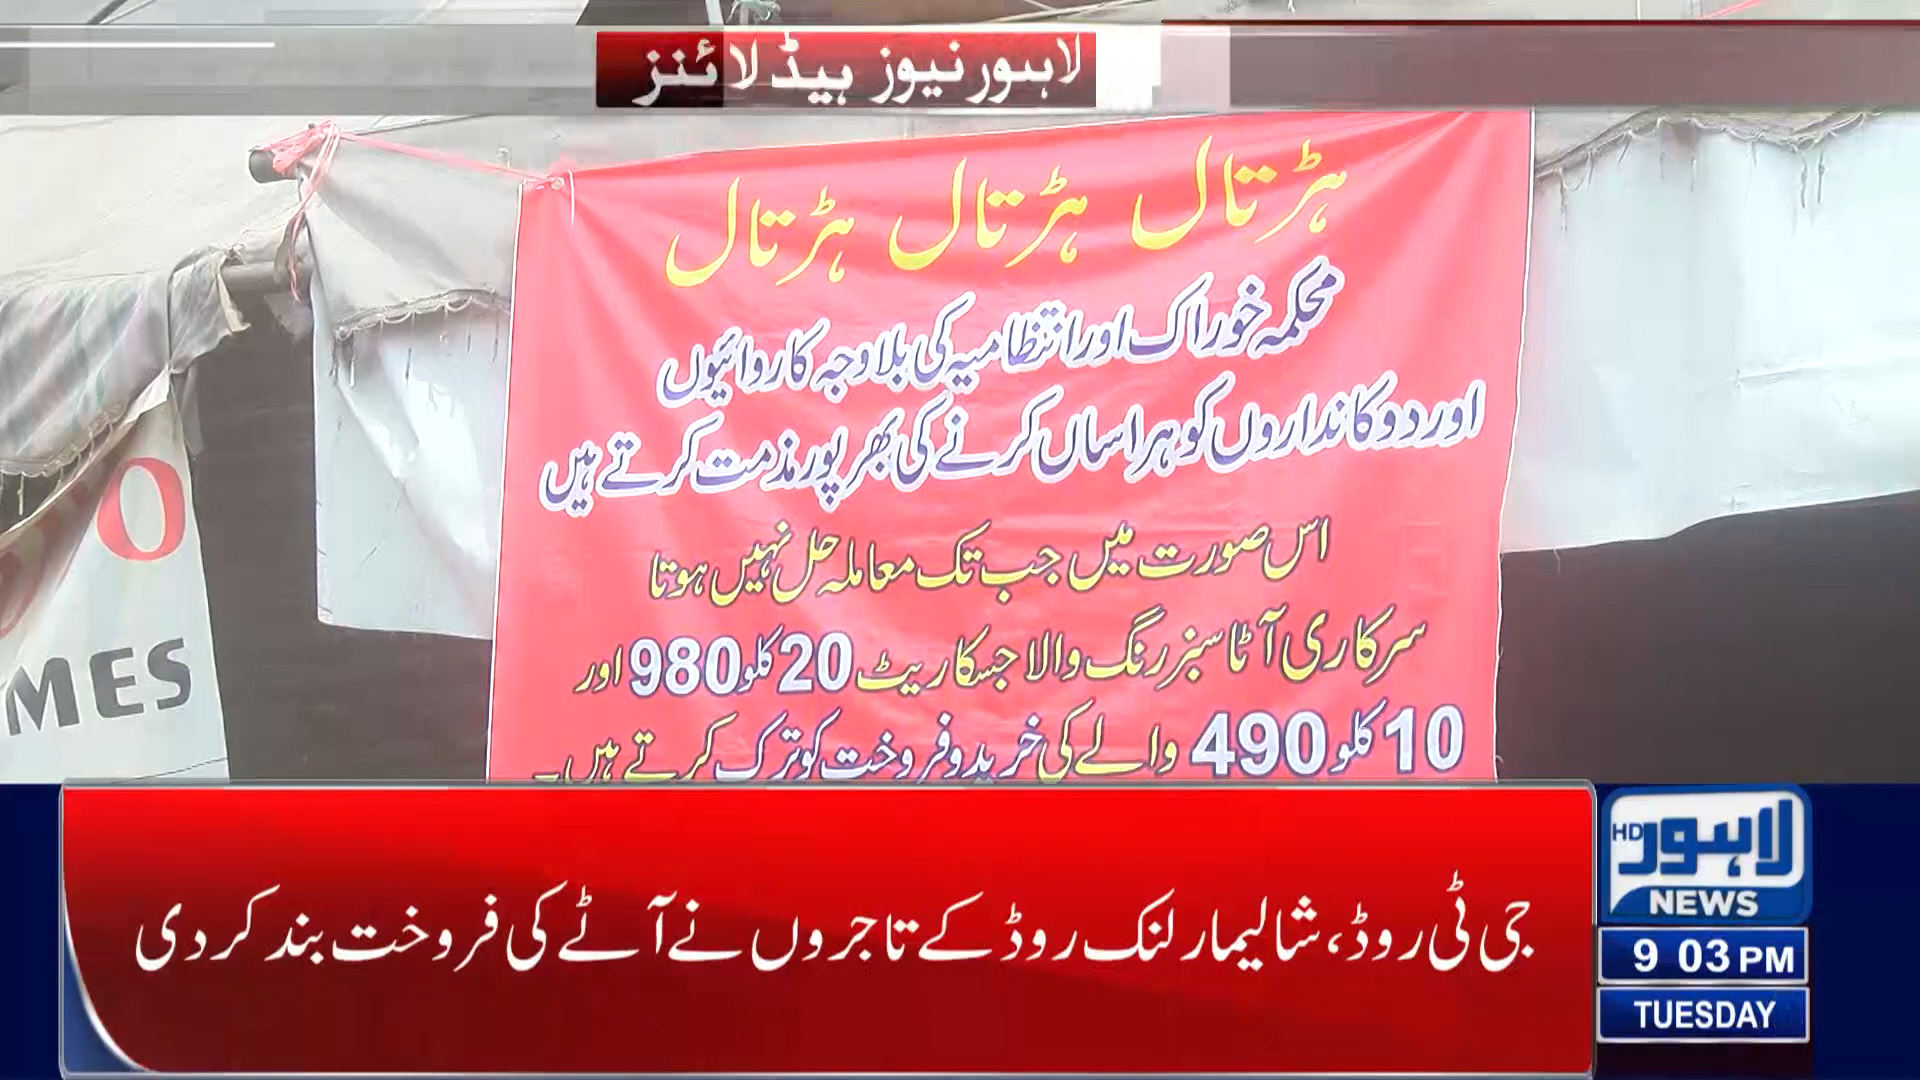 لاہور نیوز ہیڈ لائنز
ہڑتال ہڑتال ہڑتال
محکمہ خوراک اور انتظامیہ کی بلاوجہ کاروائیوں
اور دوکانداروں کو ہراساں کرنے کی بھرپور مذمت کرتے ہیں
اس صورت میں جب تک معاملہ حل نہیں ہوتا
سرکاری آٹا سبز رنگ والا جسکا ریٹ 20 کلو 980 اور
10 کلو 490 والے کی خرید و فروخت کو ترک کرتے ہیں۔
O
MES
جی ٹی روڈ، شالیمار لنک روڈ کے تاجروں نے آٹے کی فروخت بند کر دی
لاہور HD
NEWS
9 03 PM
TUESDAY